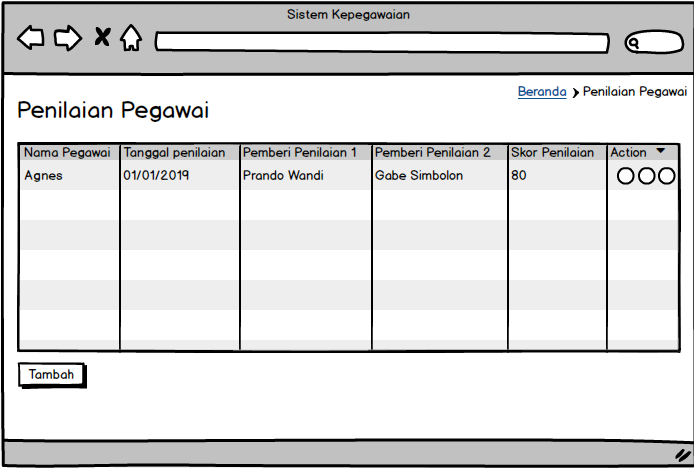 Sistem Kepegawaian
Beranda > Penilaian Pegawai
Penilaian Pegawai
Nama Pegawai Tanggal penilaian Pemberi Penilaian 1 Pemberi Penilaian 2 Skor Penilaian Action
Agnes 01/01/2019 Prando Wandi Gabe Simbolon 80
Tambah